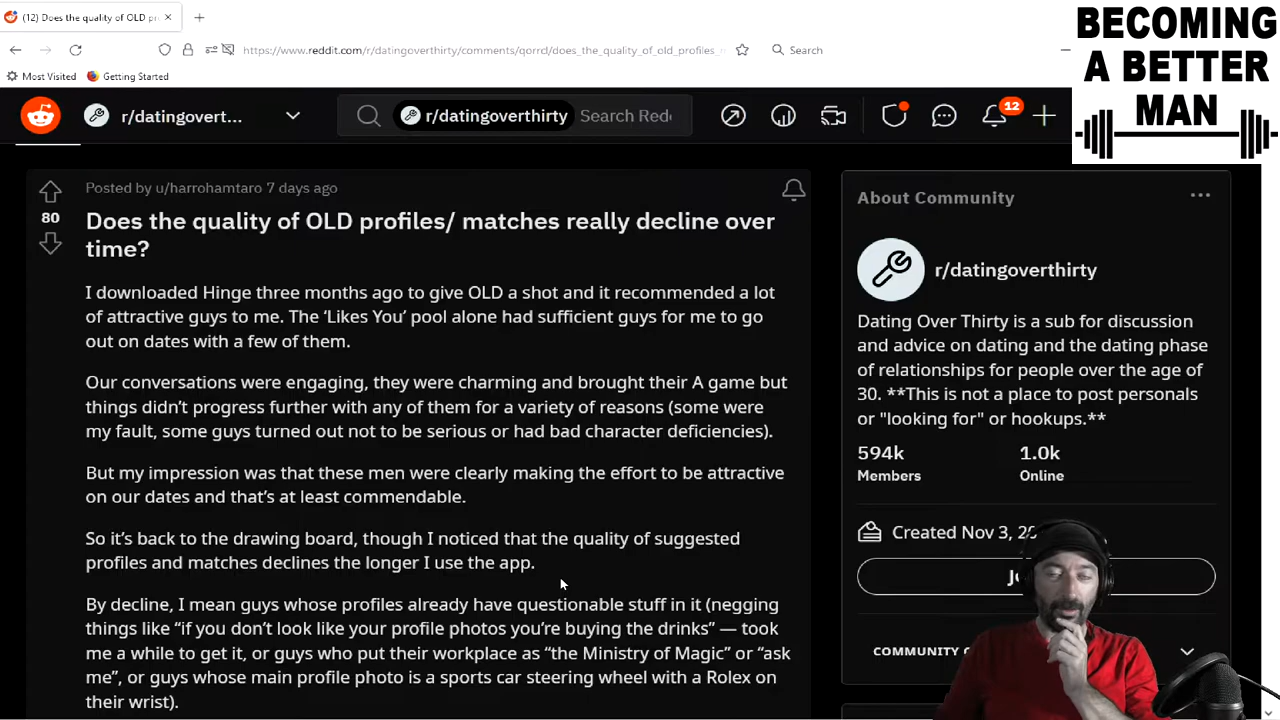 (12) Does the quality of OLD pr
https://www.reddit.com/r/datingoverthirty/comments/qorrcl/does_the_quality_of_old_profiles_
Search
Most Visited
Getting Started
BECOMING
A BETTER
MAN
r/datingovert...
r/datingoverthirty
Search Red
12
Posted by u/harrohamtaro 7 days ago
80
Does the quality of OLD profiles/ matches really decline over
time?
I downloaded Hinge three months ago to give OLD a shot and it recommended a lot
of attractive guys to me. The ‘Likes You’ pool alone had sufficient guys for me to go
out on dates with a few of them.
Our conversations were engaging, they were charming and brought their A game but
things didn’t progress further with any of them for a variety of reasons (some were
my fault, some guys turned out not to be serious or had bad character deficiencies).
But my impression was that these men were clearly making the effort to be attractive
on our dates and that’s at least commendable.
So it’s back to the drawing board, though I noticed that the quality of suggested
profiles and matches declines the longer I use the app.
By decline, I mean guys whose profiles already have questionable stuff in it (negging
things like “if you don’t look like your profile photos you’re buying the drinks” — took
me a while to get it, or guys who put their workplace as “the Ministry of Magic” or “ask
me”, or guys whose main profile photo is a sports car steering wheel with a Rolex on
their wrist).
About Community
r/datingoverthirty
Dating Over Thirty is a sub for discussion
and advice on dating and the dating phase
of relationships for people over the age of
30. **This is not a place to post personals
or "looking for" or hookups.**
594k
1.0k
Members
Online
Created Nov 3, 20
COMMUNITY